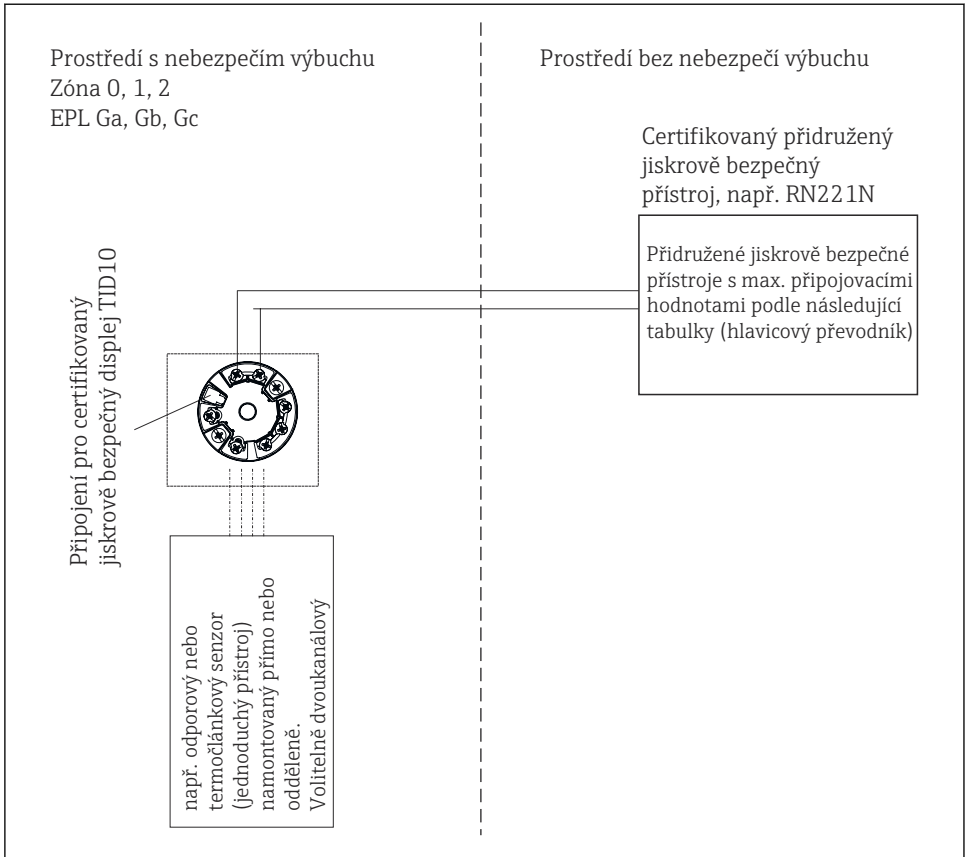 Prostředí s nebezpečím výbuchu
Zóna 0, 1, 2
EPL Ga, Gb, Gc
Prostředí bez nebezpečí výbuchu
Certifikovaný přidružený
jiskrově bezpečný
přístroj, např. RN221N
Přidružené jiskrově bezpečné
přístroje s max. připojovacími
hodnotami podle následující
tabulky (hlavicový převodník)
Připojení pro certifikovaný
jiskrově bezpečný displej TID10
např. odporový nebo
termočlánkový senzor
(jednoduchý přístroj)
namontovaný přímo nebo
odděleně.
Volitelně dvoukanálový